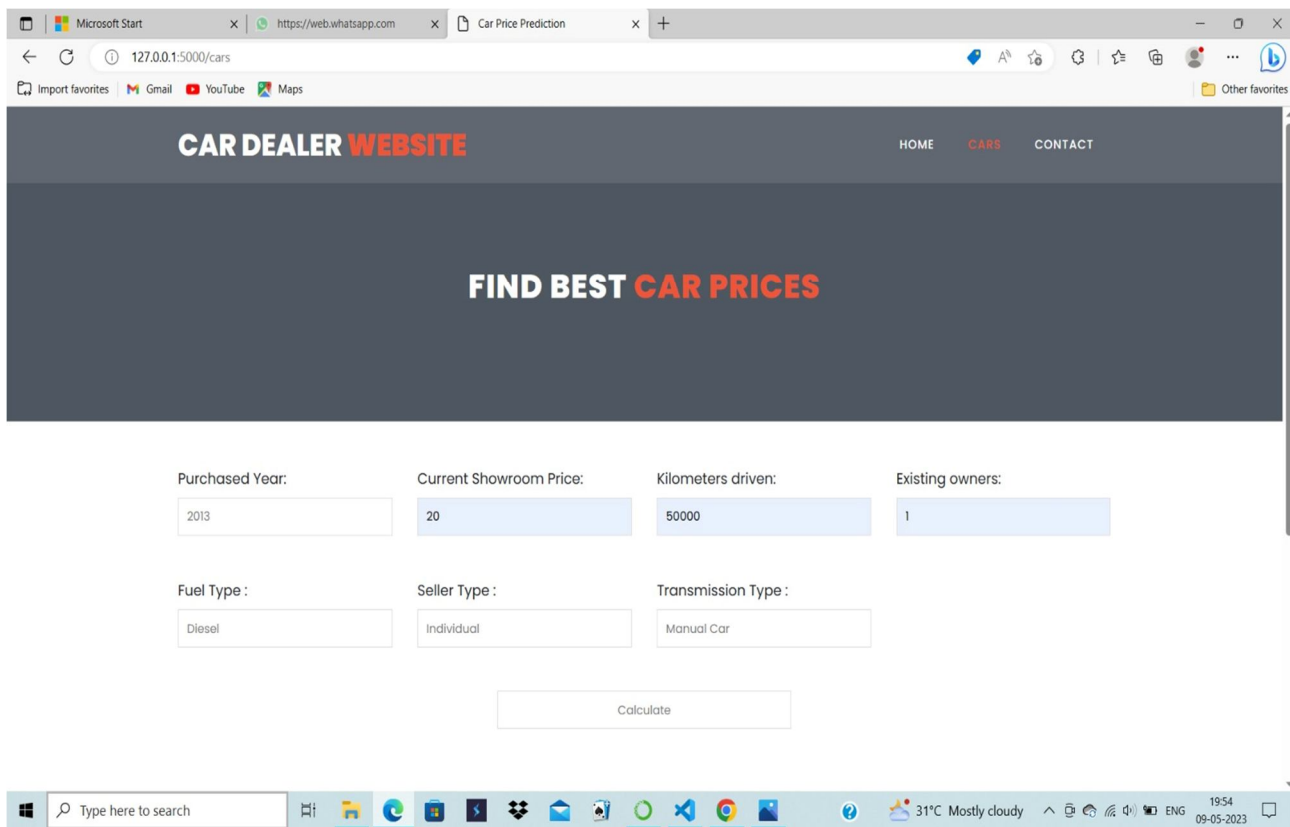 Microsoft Start https://web.whatsapp.com Car Price Prediction
127.0.0.1:5000/cars
Import favorites Gmail YouTube Maps Other favorites
CAR DEALER WEBSITE HOME CARS CONTACT
FIND BEST CAR PRICES
Purchased Year: Current Showroom Price: Kilometers driven: Existing owners:
2013 20 50000 1
Fuel Type : Seller Type : Transmission Type :
Diesel Individual Manual Car
Calculate
Type here to search 31°C Mostly cloudy ENG 19:54
09-05-2023